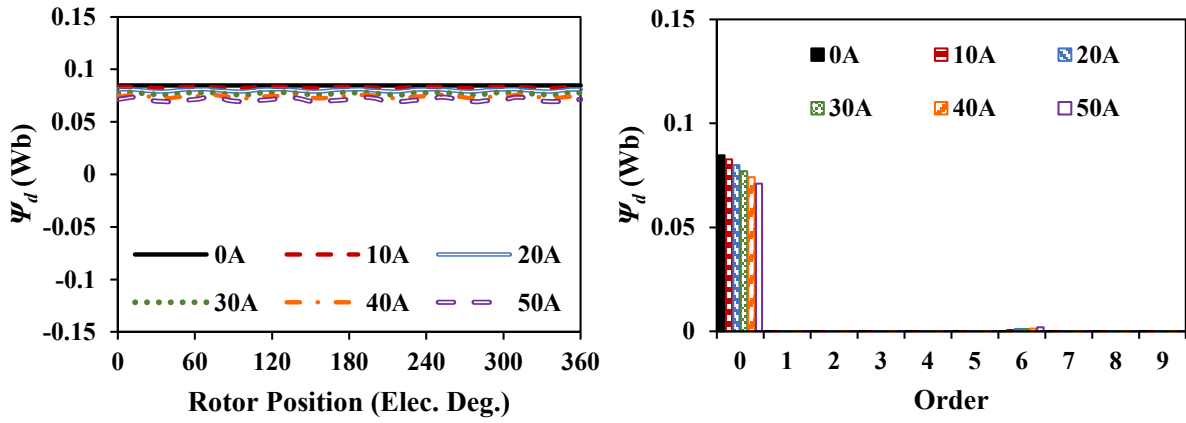 0.15
0.1
0.05
0
-0.05
-0.1
-0.15
Ψd (Wb)
0A 10A 20A
30A 40A 50A
0 60 120 180 240 300 360
Rotor Position (Elec. Deg.)
0.15
0.1
0.05
0
Ψd (Wb)
0A 10A 20A
30A 40A 50A
0 1 2 3 4 5 6 7 8 9
Order